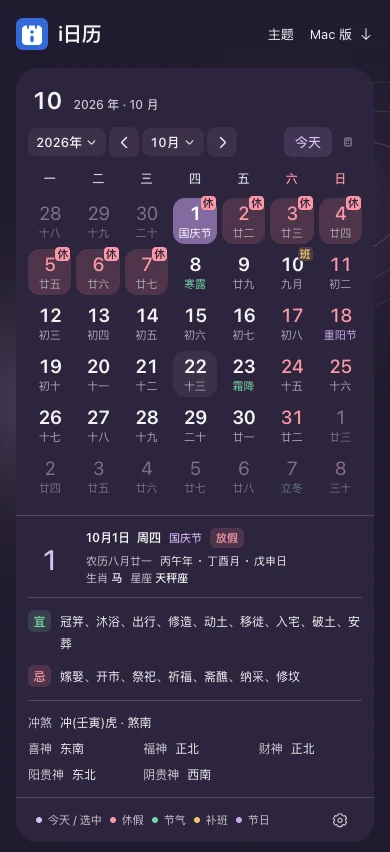 i日历 主题 Mac 版 ↓
10 2026 年 · 10 月
2026年 10月 今天
一 二 三 四 五 六 日
28 29 30 1 休 2 休 3 休 4 休
十八 十九 二十 国庆节 廿二 廿三 廿四
5 休 6 休 7 休 8 9 10 班 11
廿五 廿六 廿七 寒露 廿九 九月 初二
12 13 14 15 16 17 18
初三 初四 初五 初六 初七 初八 重阳节
19 20 21 22 23 24 25
初十 十一 十二 十三 霜降 十五 十六
26 27 28 29 30 31 1
十七 十八 十九 二十 廿一 廿二 廿三
2 3 4 5 6 7 8
廿四 廿五 廿六 廿七 廿八 立冬 三十
1
10月1日 周四 国庆节 放假
农历八月廿一 丙午年 · 丁酉月 · 戊申日
生肖 马 星座 天秤座
宜 冠笄、沐浴、出行、修造、动土、移徙、入宅、破土、安
葬
忌 嫁娶、开市、祭祀、祈福、斋醮、纳采、修坟
冲煞 冲(壬寅)虎 · 煞南
喜神 东南 福神 正北 财神 正北
阳贵神 东北 阴贵神 西南
今天 / 选中 休假 节气 补班 节日